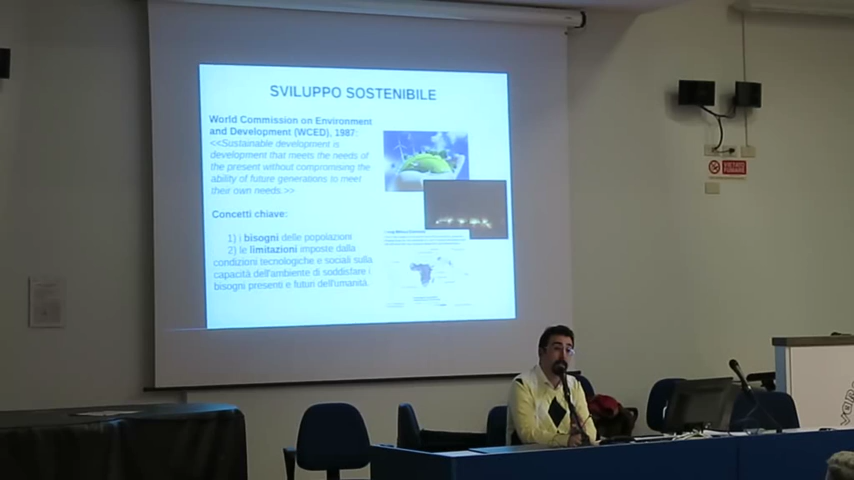 SVILUPPO SOSTENIBILE
World Commission on Environment
and Development (WCED), 1987:
<<Sustainable development is
development that meets the needs of
the present without compromising the
ability of future generations to meet
their own needs.>>
Concetti chiave:
1) i bisogni delle popolazioni
2) le limitazioni imposte dalla
condizioni tecnologiche e sociali sulla
capacità dell'ambiente di soddisfare i
bisogni presenti e futuri dell'umanità.
VIETATO
FUMARE